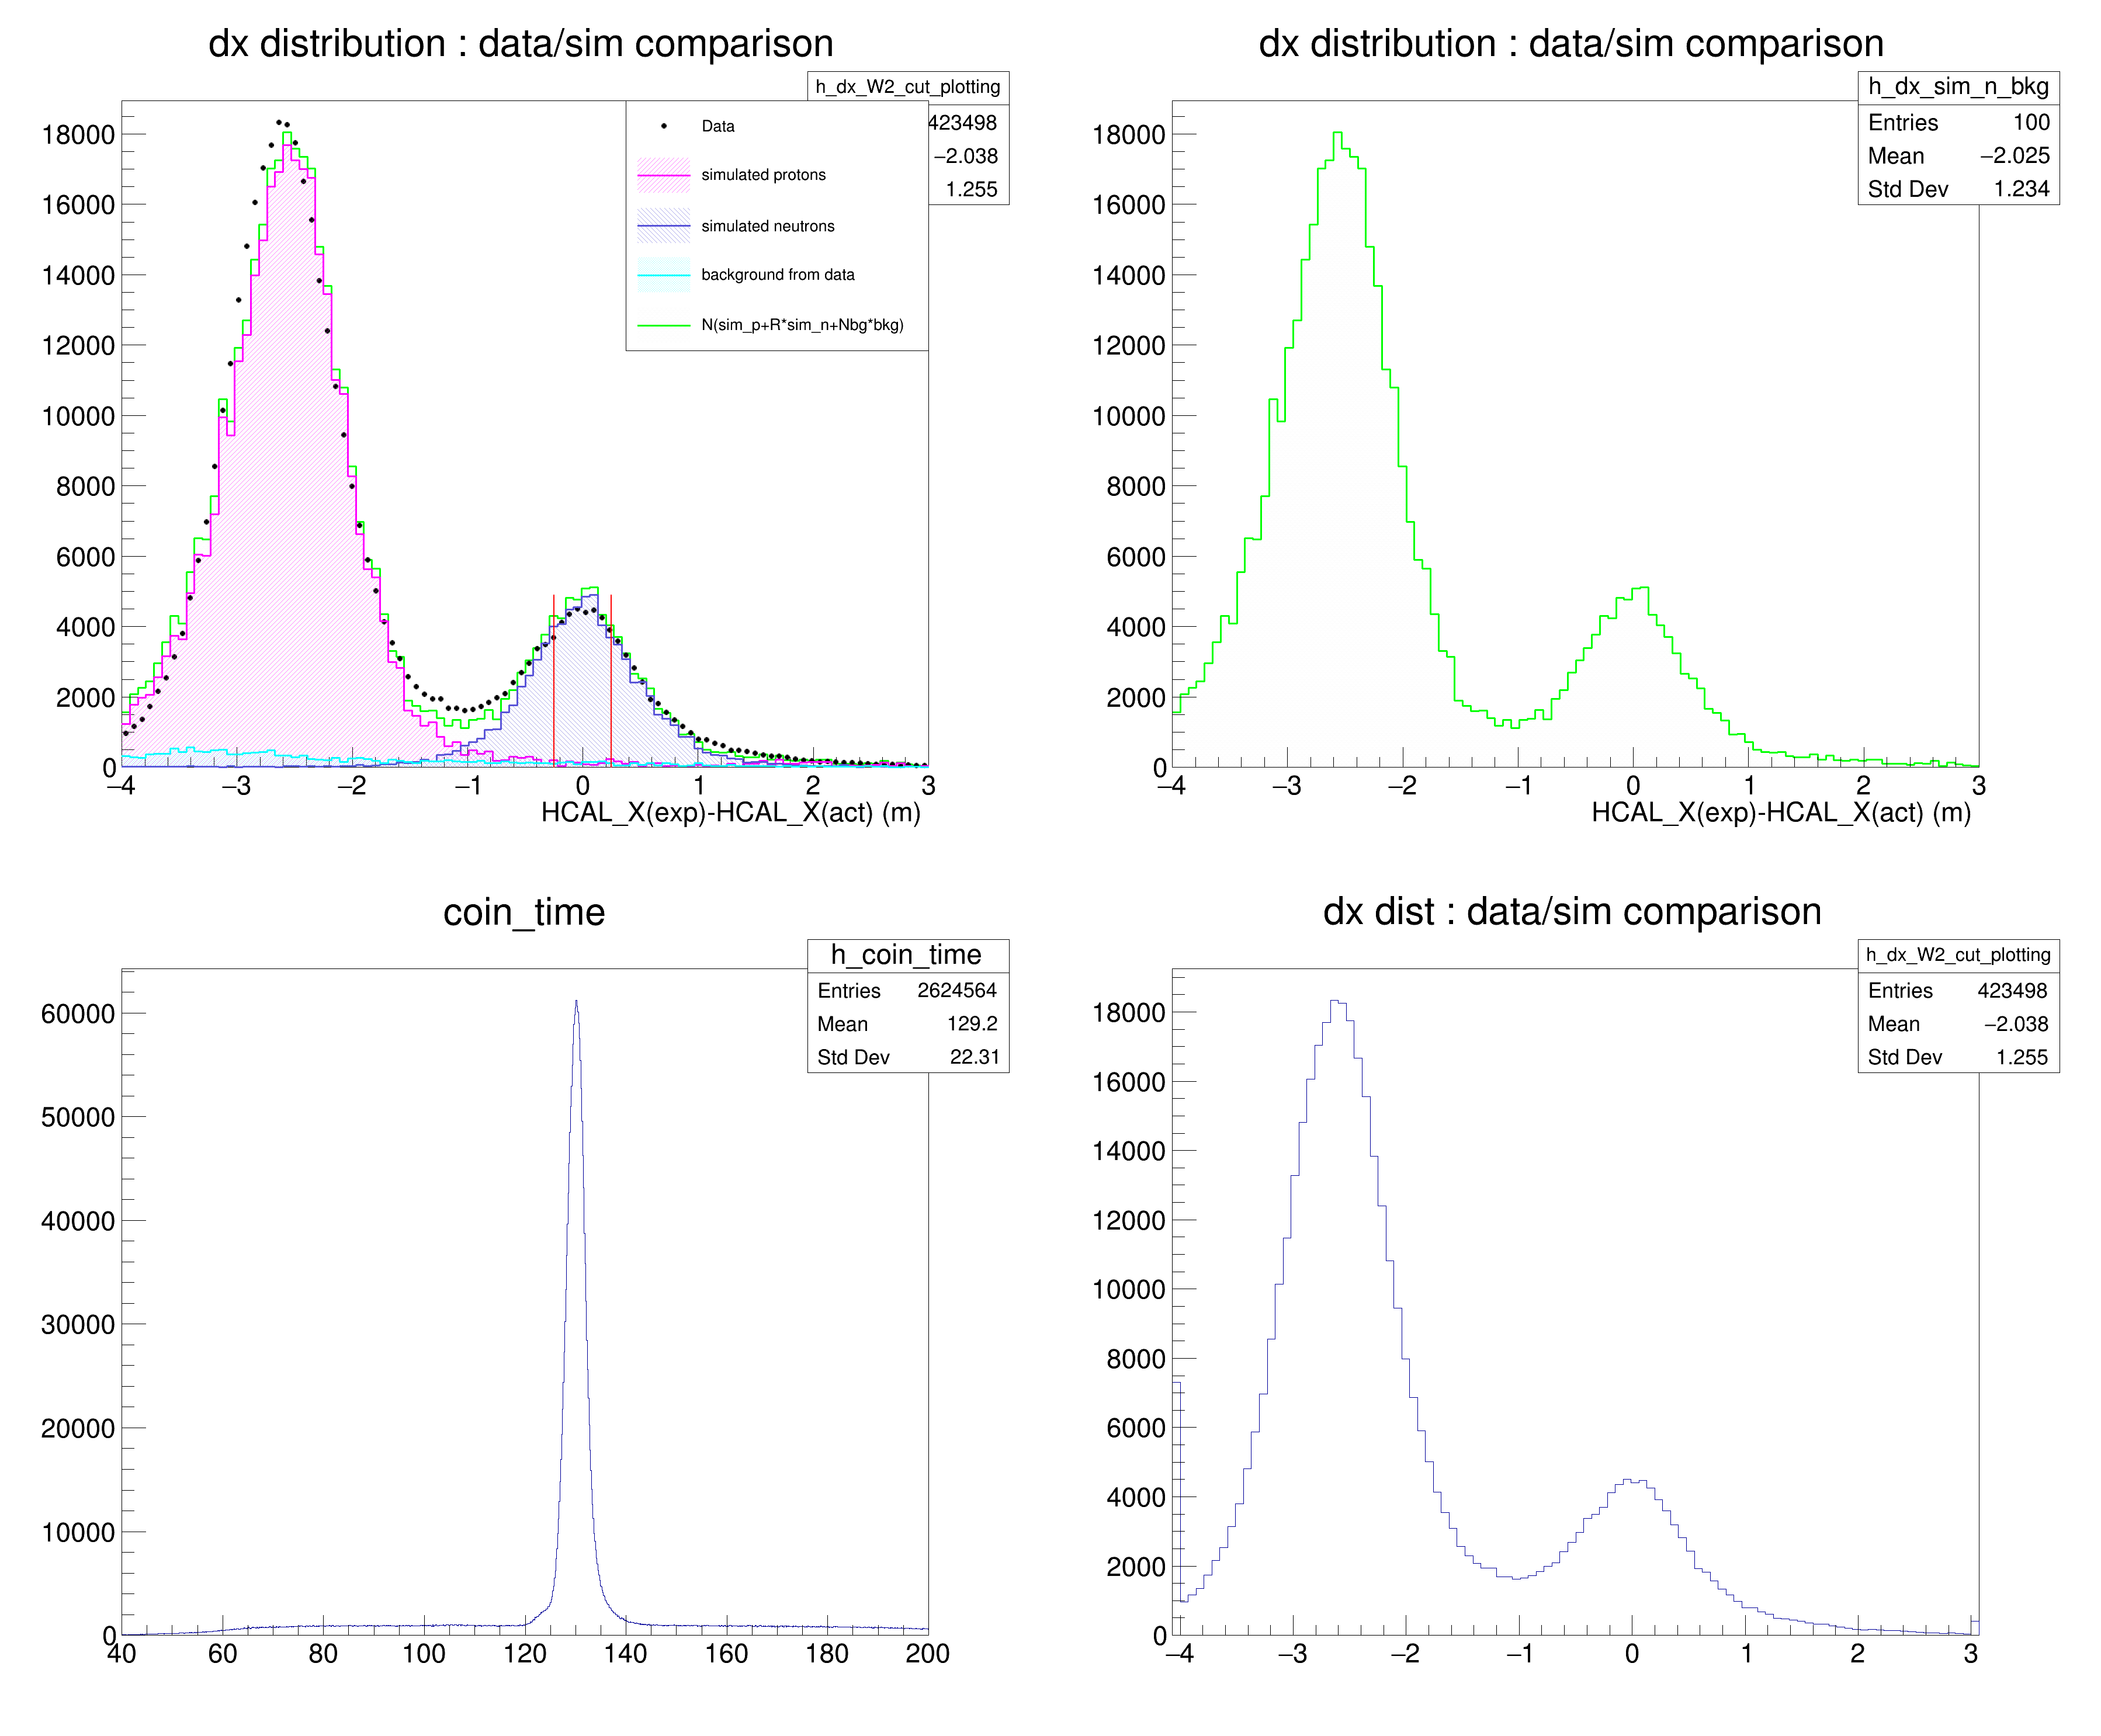 dx distribution : data/sim comparison
h_dx_W2_cut_plotting
423498
−2.038
1.255
Data
simulated protons
simulated neutrons
background from data
N(sim_p+R*sim_n+Nbg*bkg)
18000
16000
14000
12000
10000
8000
6000
4000
2000
0
−4 −3 −2 −1 0 1 2 3
HCAL_X(exp)-HCAL_X(act) (m)
dx distribution : data/sim comparison
h_dx_sim_n_bkg
Entries 100
Mean −2.025
Std Dev 1.234
18000
16000
14000
12000
10000
8000
6000
4000
2000
0
−4 −3 −2 −1 0 1 2 3
HCAL_X(exp)-HCAL_X(act) (m)
coin_time
h_coin_time
Entries 2624564
Mean 129.2
Std Dev 22.31
60000
50000
40000
30000
20000
10000
0
40 60 80 100 120 140 160 180 200
dx dist : data/sim comparison
h_dx_W2_cut_plotting
Entries 423498
Mean −2.038
Std Dev 1.255
18000
16000
14000
12000
10000
8000
6000
4000
2000
0
−4 −3 −2 −1 0 1 2 3